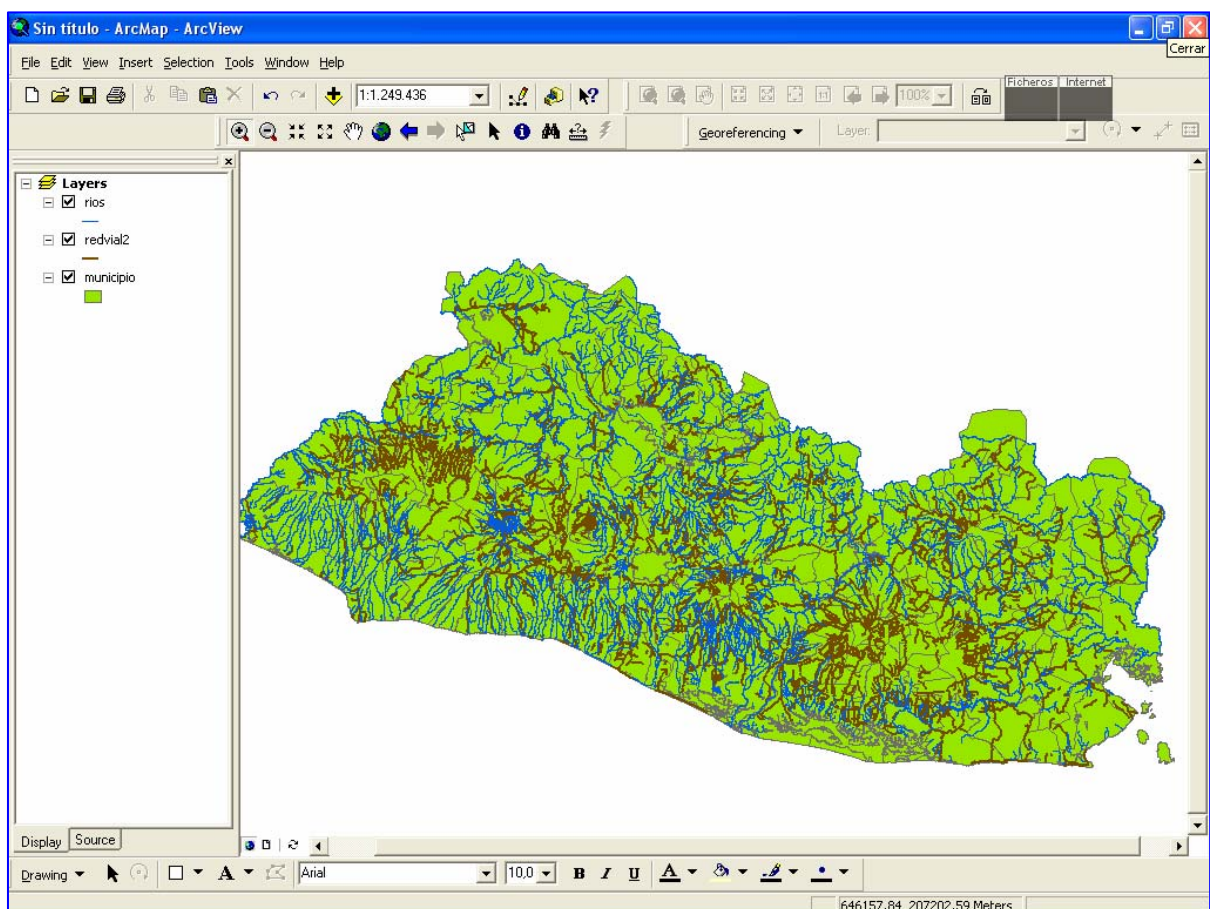 Sin título - ArcMap - ArcView
Cerrar
File Edit View Insert Selection Tools Window Help
1:1.249.436
100%
Ficheros Internet
Georeferencing
Layer:
Layers
rios
redvial2
municipio
Display Source
Drawing A Arial 10,0 B I U A
646157,84 207202,59 Meters